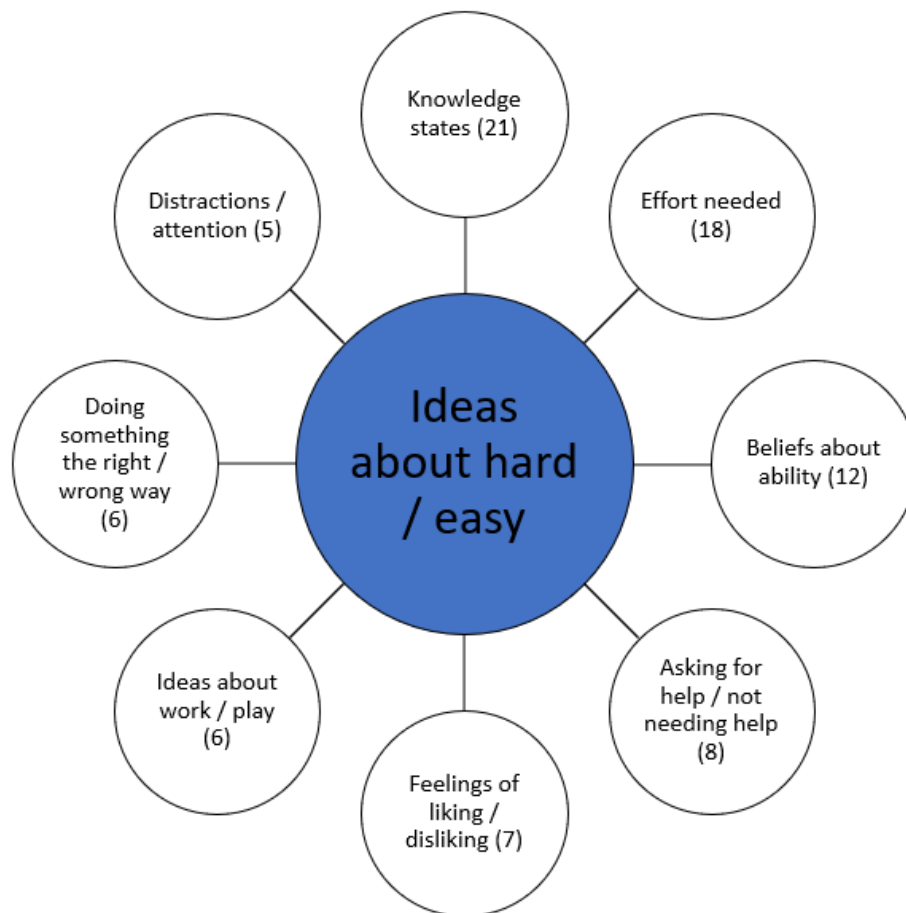 Knowledge
states (21)
Effort needed
(18)
Beliefs about
ability (12)
Asking for
help / not
needing help
(8)
Feelings of
liking /
disliking (7)
Ideas about
work / play
(6)
Doing
something
the right /
wrong way
(6)
Distractions /
attention (5)
Ideas
about hard
/ easy